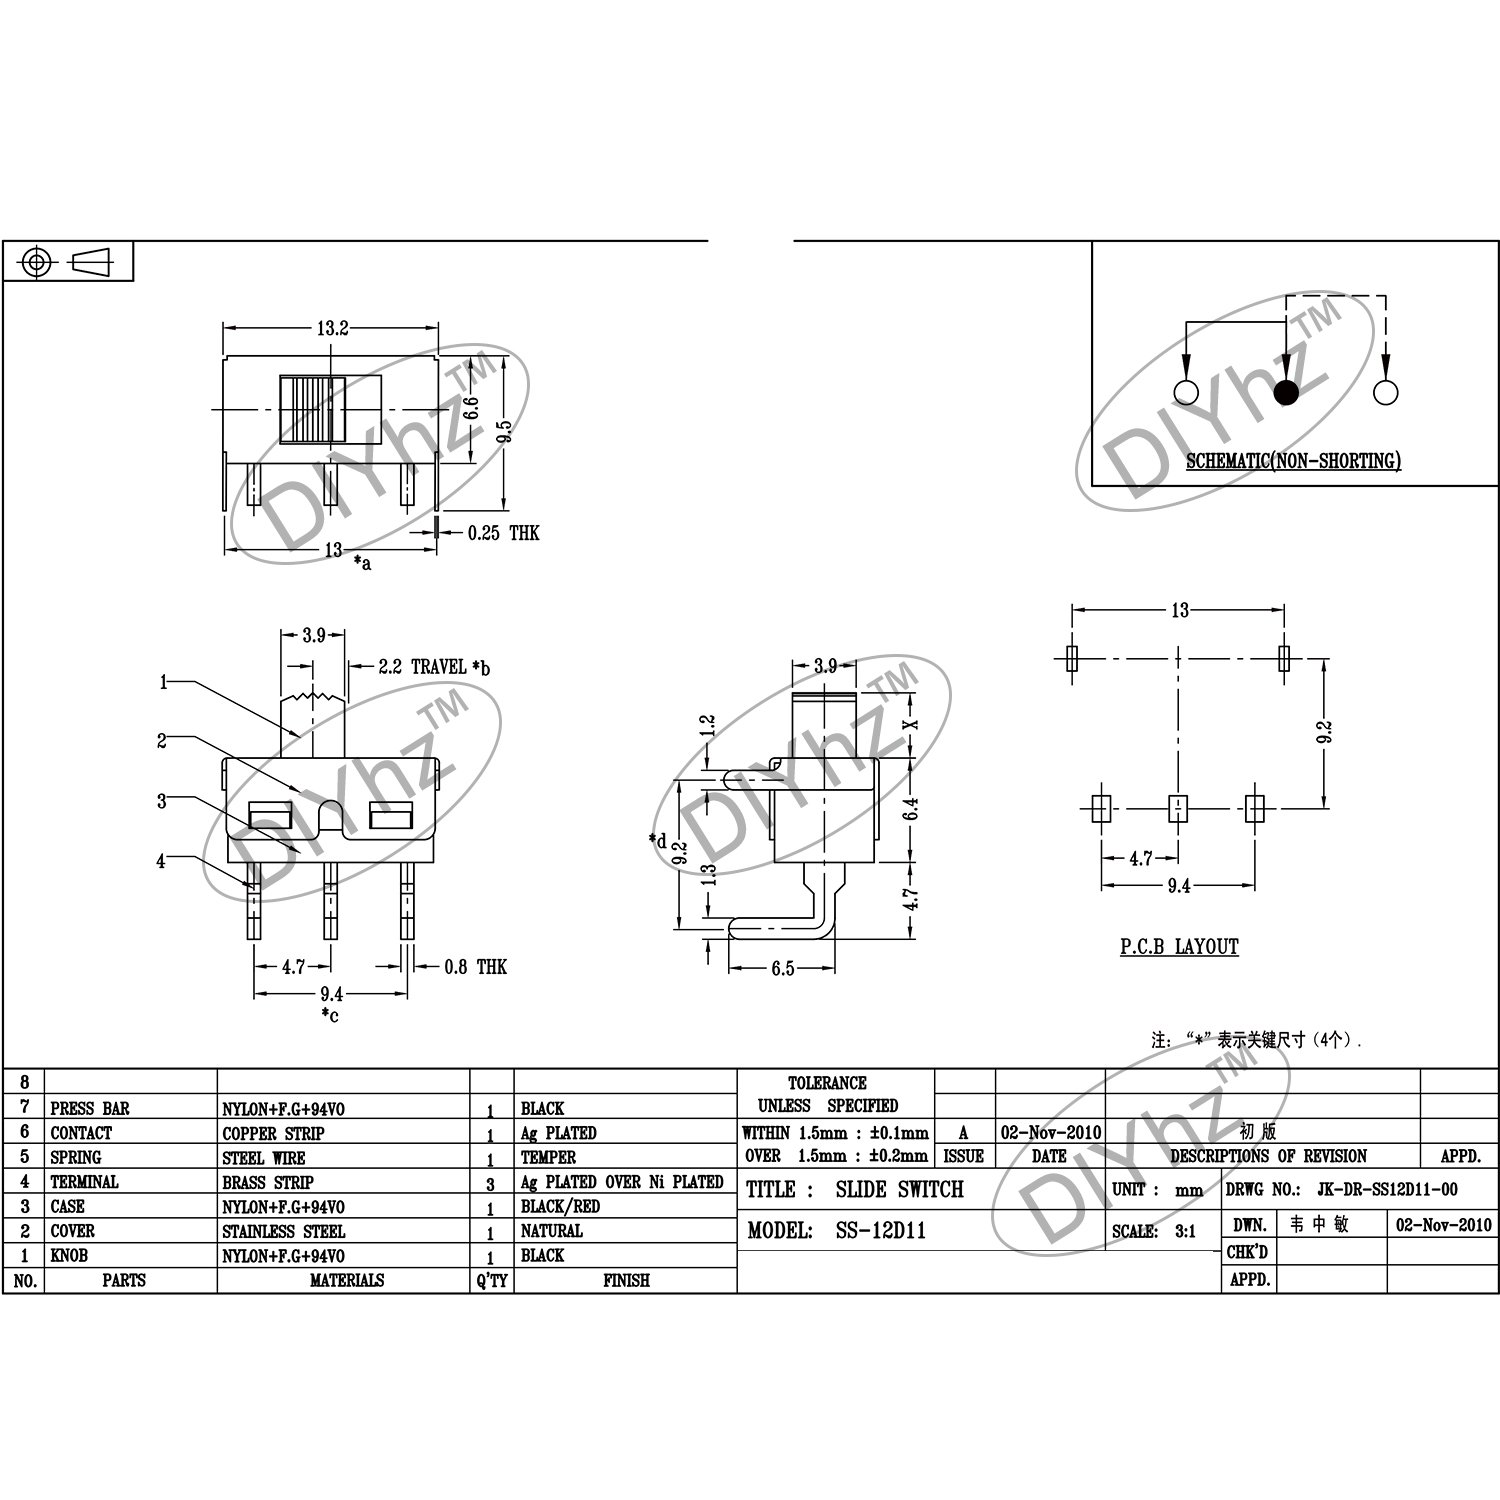 13.2
6.6
9.5
0.25 THK
13
*a
SCHEMATIC(NON-SHORTING)
3.9
2.2 TRAVEL *b
1
2
3
4
4.7
0.8 THK
9.4
*c
3.9
1.2
X
6.4
*d
9.2
1.3
4.7
6.5
13
9.2
4.7
9.4
P.C.B LAYOUT
注: “*”表示关键尺寸(4个).
8
7 PRESS BAR NYLON+F.G+94VO 1 BLACK
6 CONTACT COPPER STRIP 1 Ag PLATED
5 SPRING STEEL WIRE 1 TEMPER
4 TERMINAL BRASS STRIP 3 Ag PLATED OVER Ni PLATED
3 CASE NYLON+F.G+94VO 1 BLACK/RED
2 COVER STAINLESS STEEL 1 NATURAL
1 KNOB NYLON+F.G+94VO 1 BLACK
NO. PARTS MATERIALS Q'TY FINISH
TOLERANCE
UNLESS SPECIFIED
WITHIN 1.5mm : ±0.1mm
OVER 1.5mm : ±0.2mm
A 02-Nov-2010 初 版
ISSUE DATE DESCRIPTIONS OF REVISION APPD.
TITLE : SLIDE SWITCH
UNIT : mm
DRWG NO.: JK-DR-SS12D11-00
MODEL: SS-12D11
SCALE: 3:1
DWN. 韦 中 敏 02-Nov-2010
CHK'D
APPD.
DIYhz™
DIYhz™
DIYhz™
DIYhz™
DIYhz™